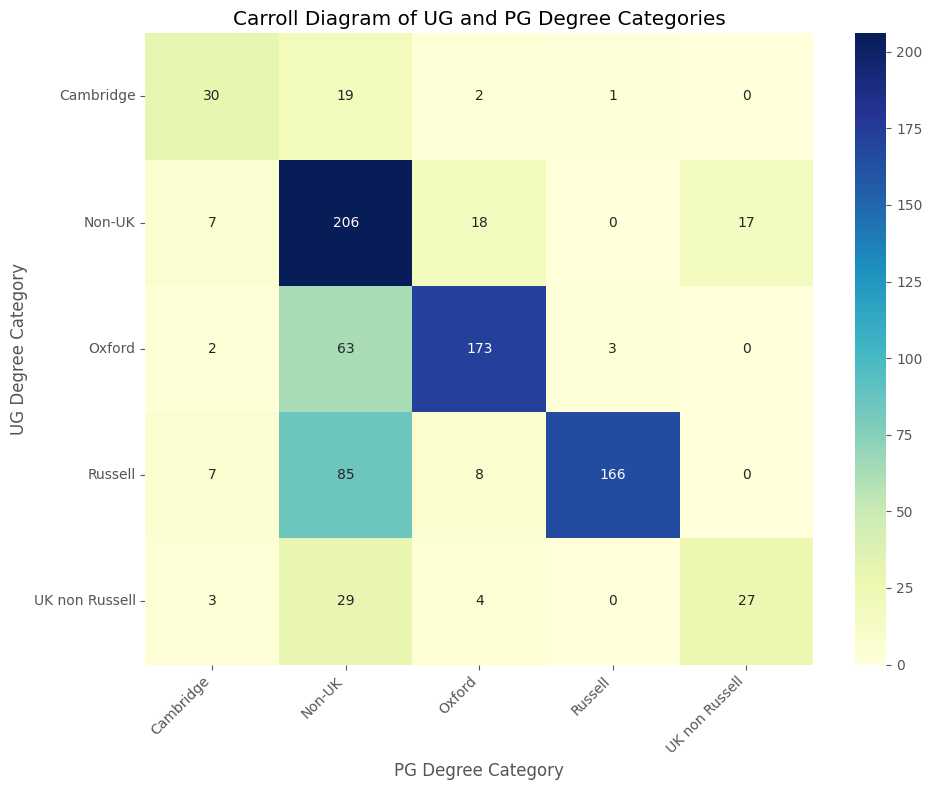 Carroll Diagram of UG and PG Degree Categories
UG Degree Category
Cambridge 30 19 2 1 0
Non-UK 7 206 18 0 17
Oxford 2 63 173 3 0
Russell 7 85 8 166 0
UK non Russell 3 29 4 0 27
Cambridge Non-UK Oxford Russell UK non Russell
PG Degree Category
200
175
150
125
100
75
50
25
0